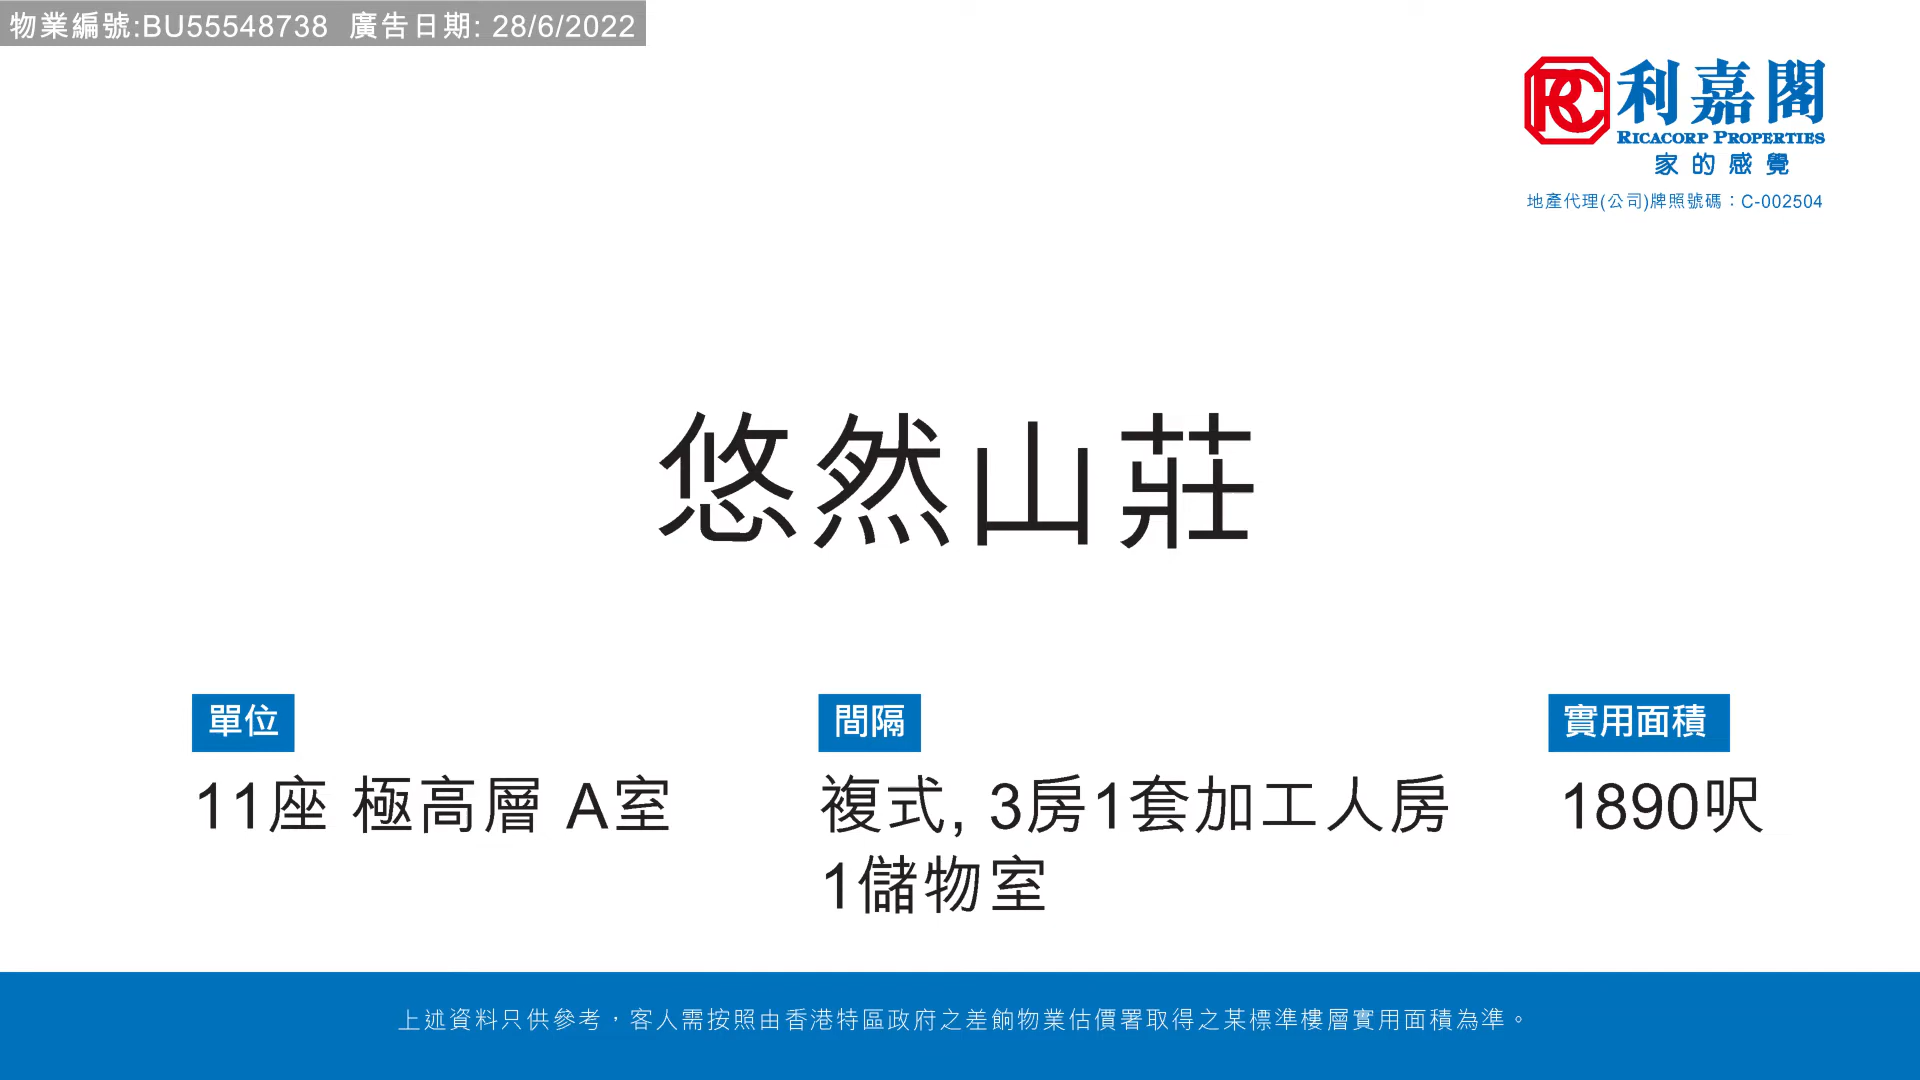 物業編號:BU55548738 廣告日期: 28/6/2022
RC 利嘉閣
RICACORP PROPERTIES
家的感覺
地產代理(公司)牌照號碼：C-002504
悠然山莊
單位
11座 極高層 A室
間隔
複式, 3房1套加工人房
1儲物室
實用面積
1890呎
上述資料只供參考，客人需按照由香港特區政府之差餉物業估價署取得之某標準樓層實用面積為準。